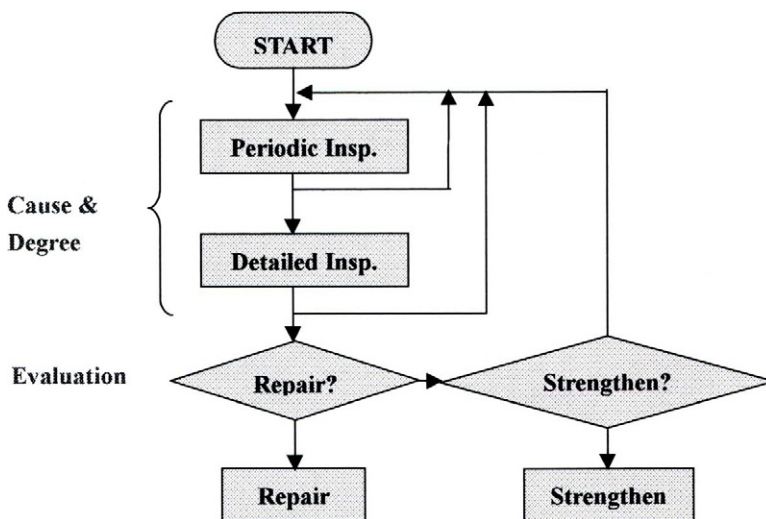 START
Periodic Insp.
Cause &
Degree
Detailed Insp.
Evaluation
Repair?
Strengthen?
Repair
Strengthen